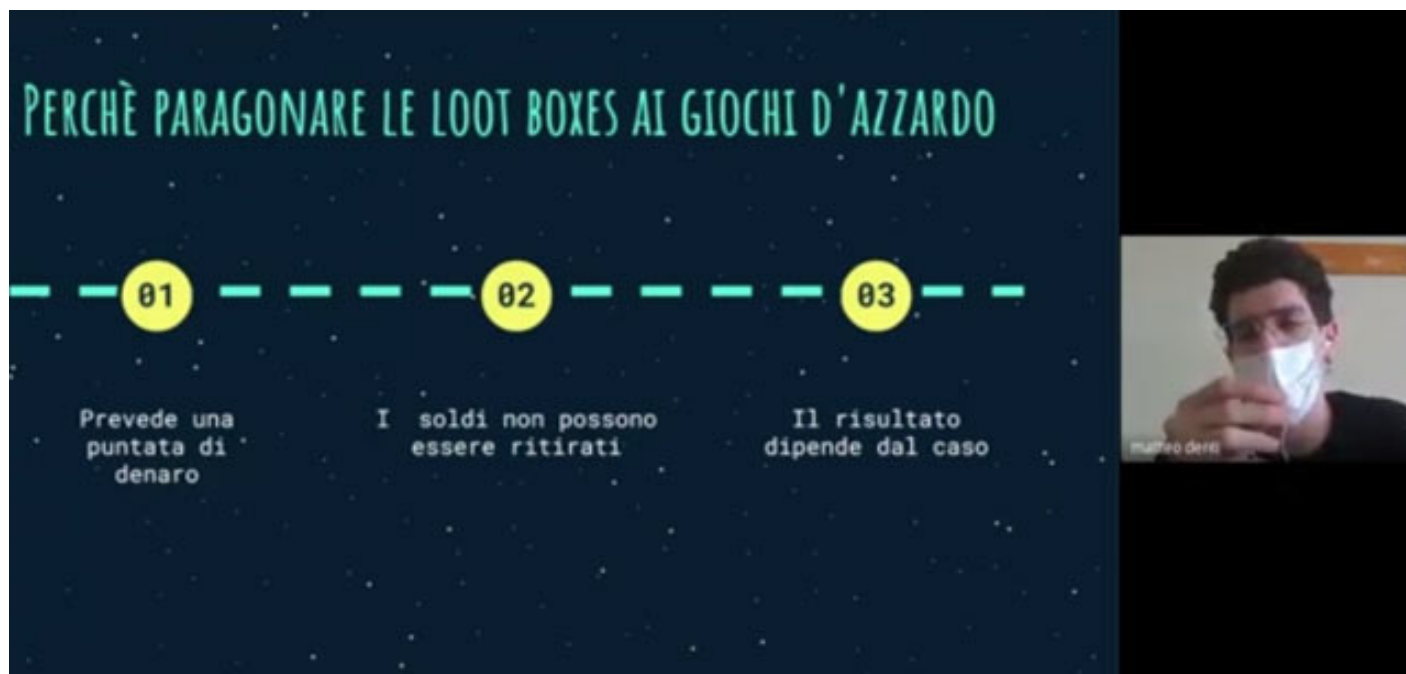 PERCHÈ PARAGONARE LE LOOT BOXES AI GIOCHI D'AZZARDO
01
02
03
Prevede una
puntata di
denaro
I soldi non possono
essere ritirati
Il risultato
dipende dal caso
matteo